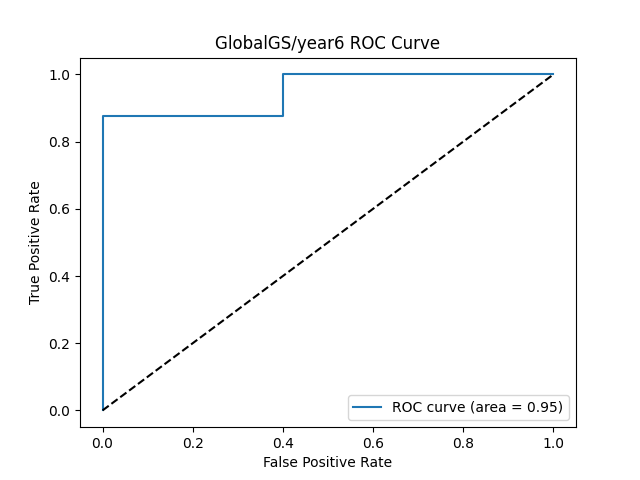 GlobalGS/year6 ROC Curve
True Positive Rate
1.0
0.8
0.6
0.4
0.2
0.0
ROC curve (area = 0.95)
0.0 0.2 0.4 0.6 0.8 1.0
False Positive Rate